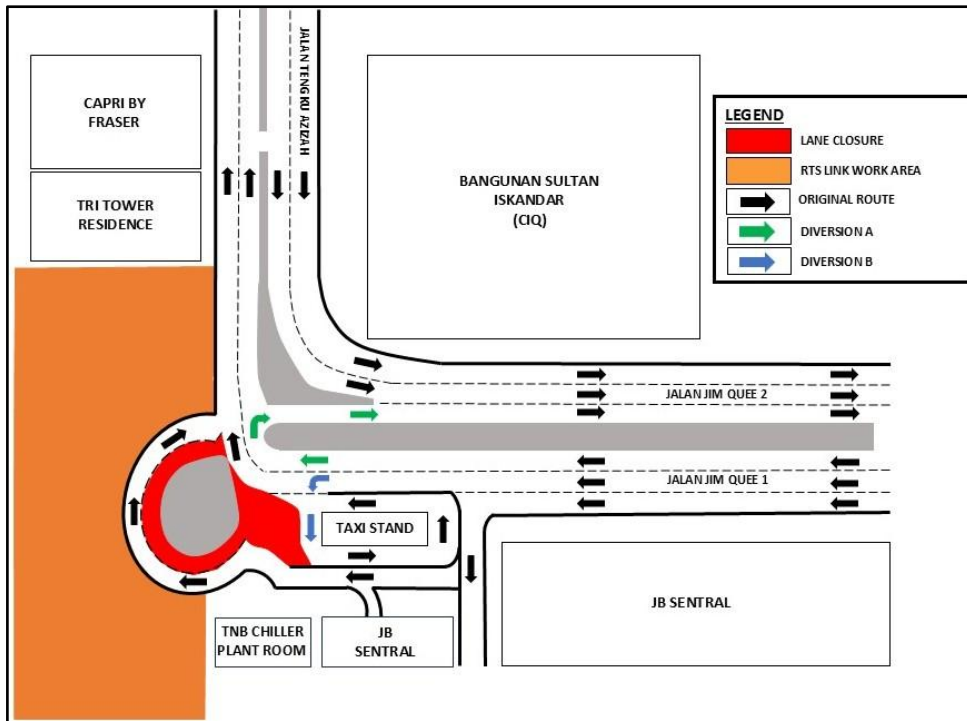 CAPRI BY
FRASER
TRI TOWER
RESIDENCE
JALAN TENGKU AZIZAH
BANGUNAN SULTAN
ISKANDAR
(CIQ)
LEGEND
LANE CLOSURE
RTS LINK WORK AREA
ORIGINAL ROUTE
DIVERSION A
DIVERSION B
JALAN JIM QUEE 2
JALAN JIM QUEE 1
TAXI STAND
TNB CHILLER
PLANT ROOM
JB
SENTRAL
JB SENTRAL